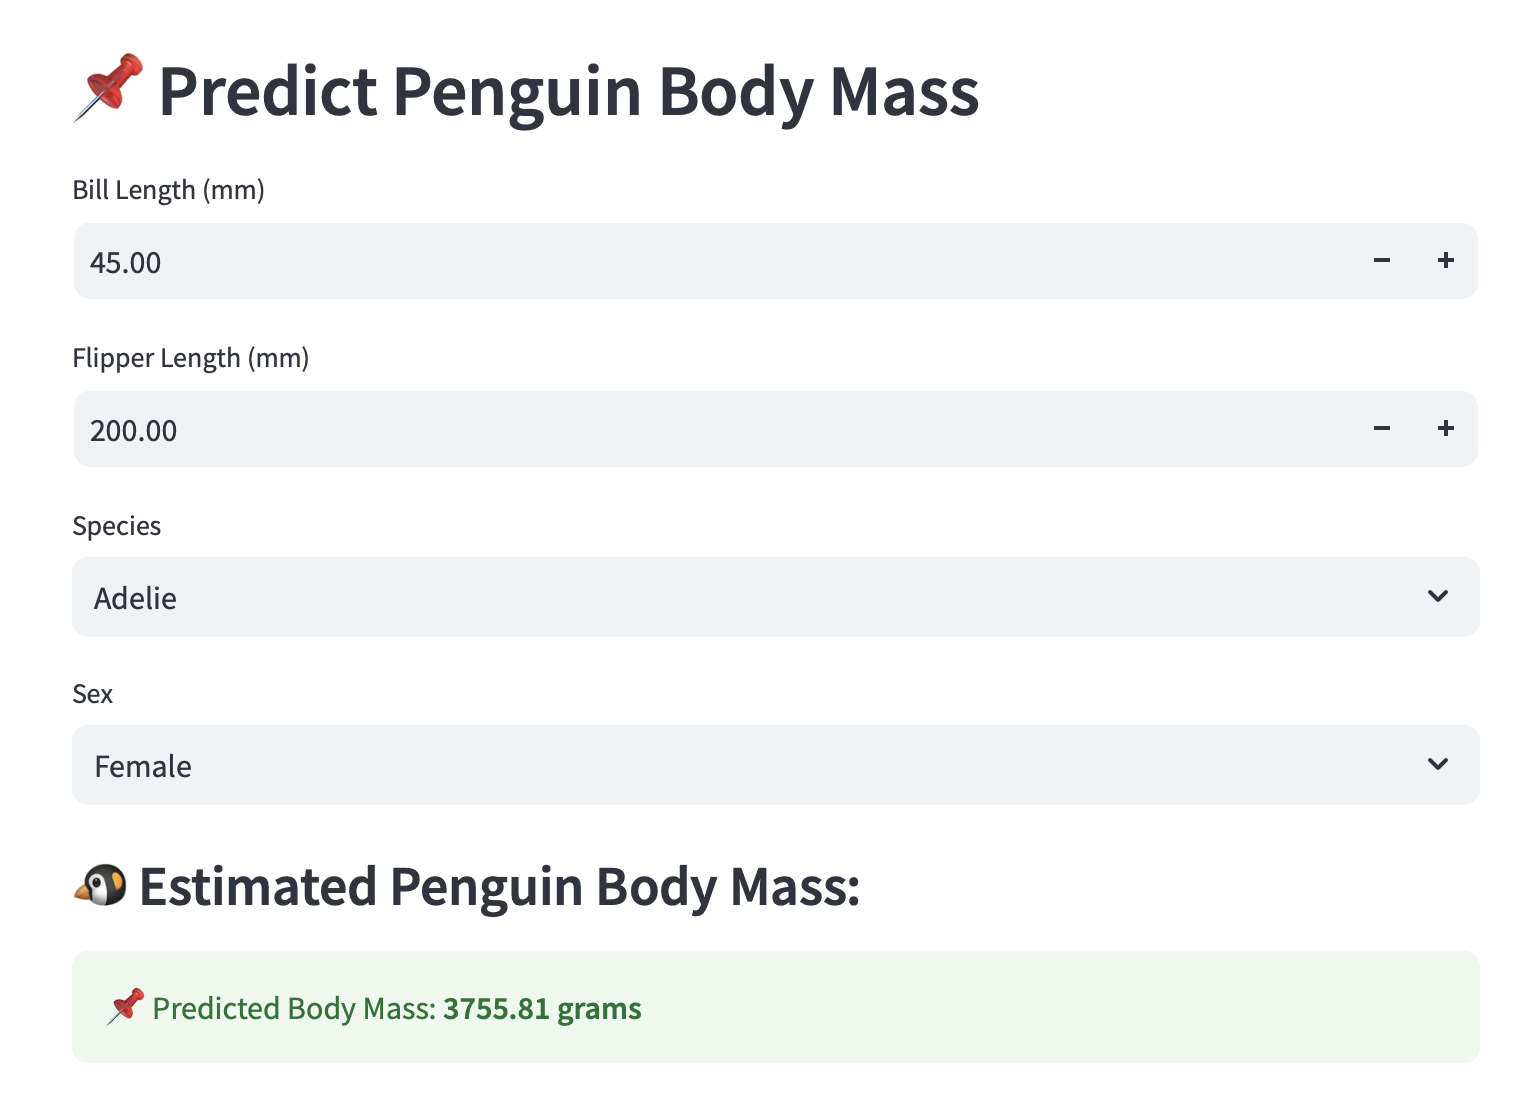 Predict Penguin Body Mass
Bill Length (mm)
45.00
Flipper Length (mm)
200.00
Species
Adelie
Sex
Female
Estimated Penguin Body Mass:
Predicted Body Mass: 3755.81 grams